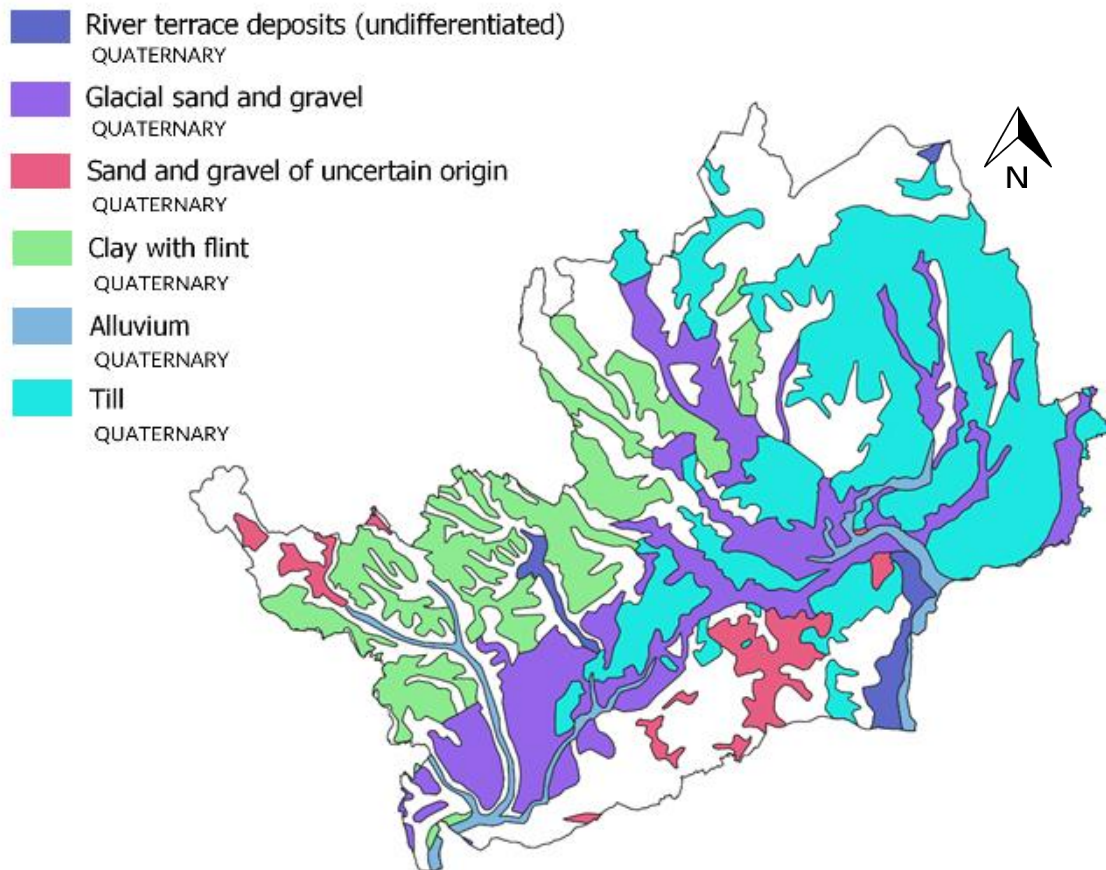 River terrace deposits (undifferentiated)
QUATERNARY
Glacial sand and gravel
QUATERNARY
Sand and gravel of uncertain origin
QUATERNARY
Clay with flint
QUATERNARY
Alluvium
QUATERNARY
Till
QUATERNARY
N